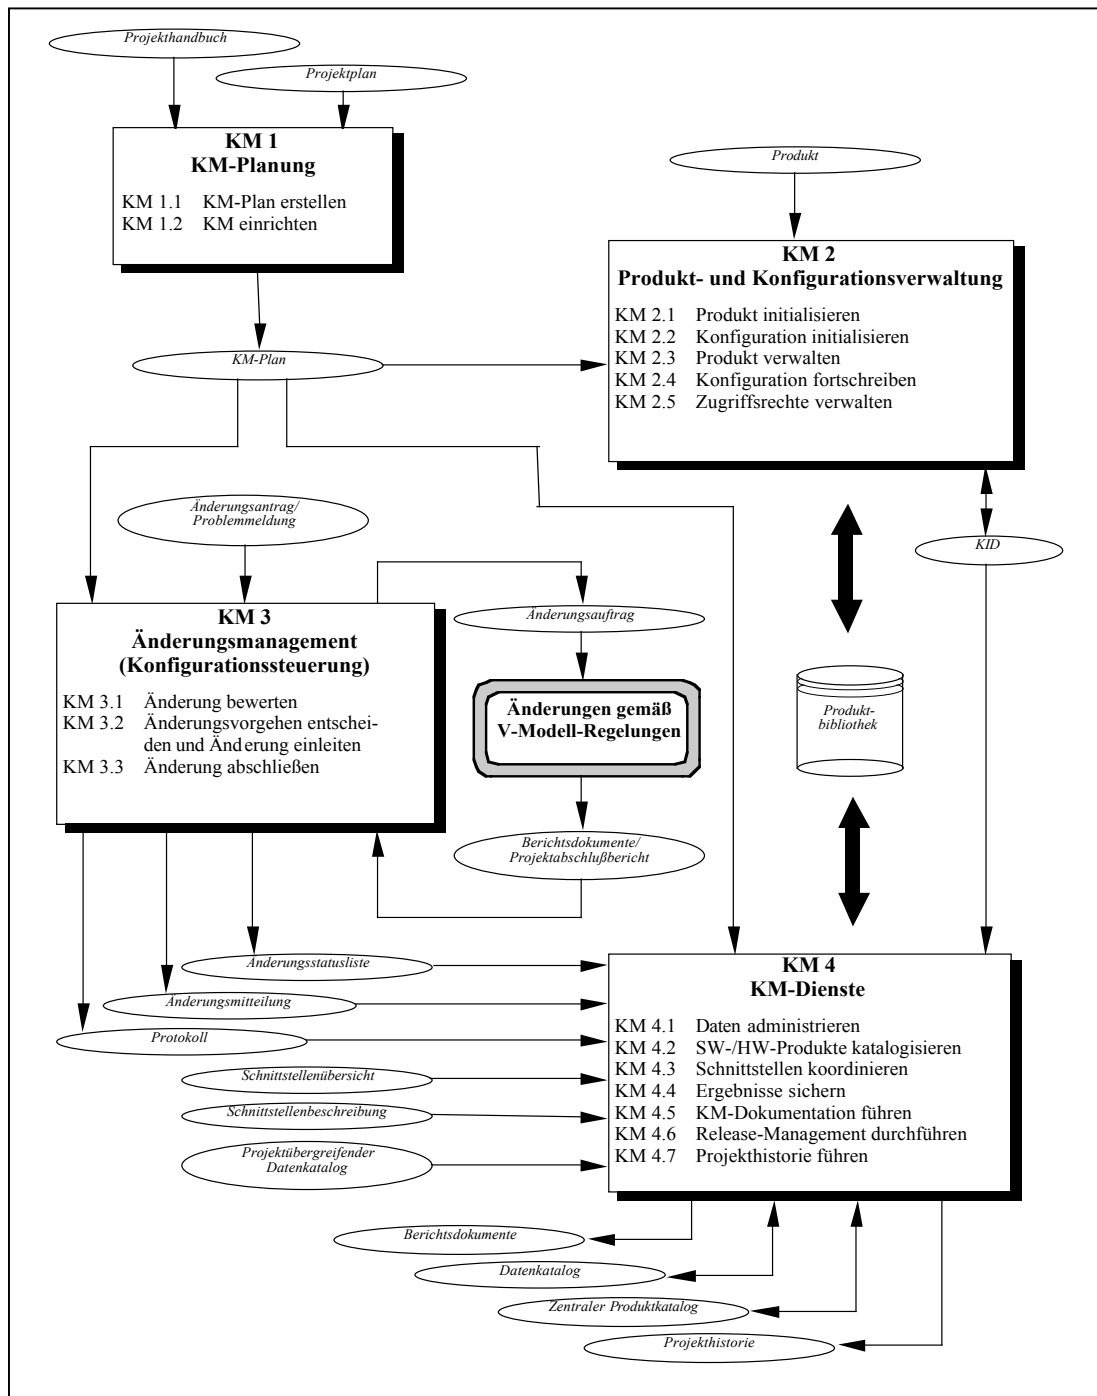 Projekthandbuch
Projektplan
KM 1
KM-Planung
KM 1.1 KM-Plan erstellen
KM 1.2 KM einrichten
Produkt
KM 2
Produkt- und Konfigurationsverwaltung
KM 2.1 Produkt initialisieren
KM 2.2 Konfiguration initialisieren
KM 2.3 Produkt verwalten
KM 2.4 Konfiguration fortschreiben
KM 2.5 Zugriffsrechte verwalten
KM-Plan
Änderungsantrag/
Problemmeldung
KID
KM 3
Änderungsmanagement
(Konfigurationssteuerung)
KM 3.1 Änderung bewerten
KM 3.2 Änderungsvorgehen entschei-
den und Änderung einleiten
KM 3.3 Änderung abschließen
Änderungsauftrag
Änderungen gemäß
V-Modell-Regelungen
Produkt-
bibliothek
Berichtsdokumente/
Projektabschlußbericht
Änderungsstatusliste
Änderungsmitteilung
Protokoll
Schnittstellenübersicht
Schnittstellenbeschreibung
Projektübergreifender
Datenkatalog
KM 4
KM-Dienste
KM 4.1 Daten administrieren
KM 4.2 SW-/HW-Produkte katalogisieren
KM 4.3 Schnittstellen koordinieren
KM 4.4 Ergebnisse sichern
KM 4.5 KM-Dokumentation führen
KM 4.6 Release-Management durchführen
KM 4.7 Projekthistorie führen
Berichtsdokumente
Datenkatalog
Zentraler Produktkatalog
Projekthistorie